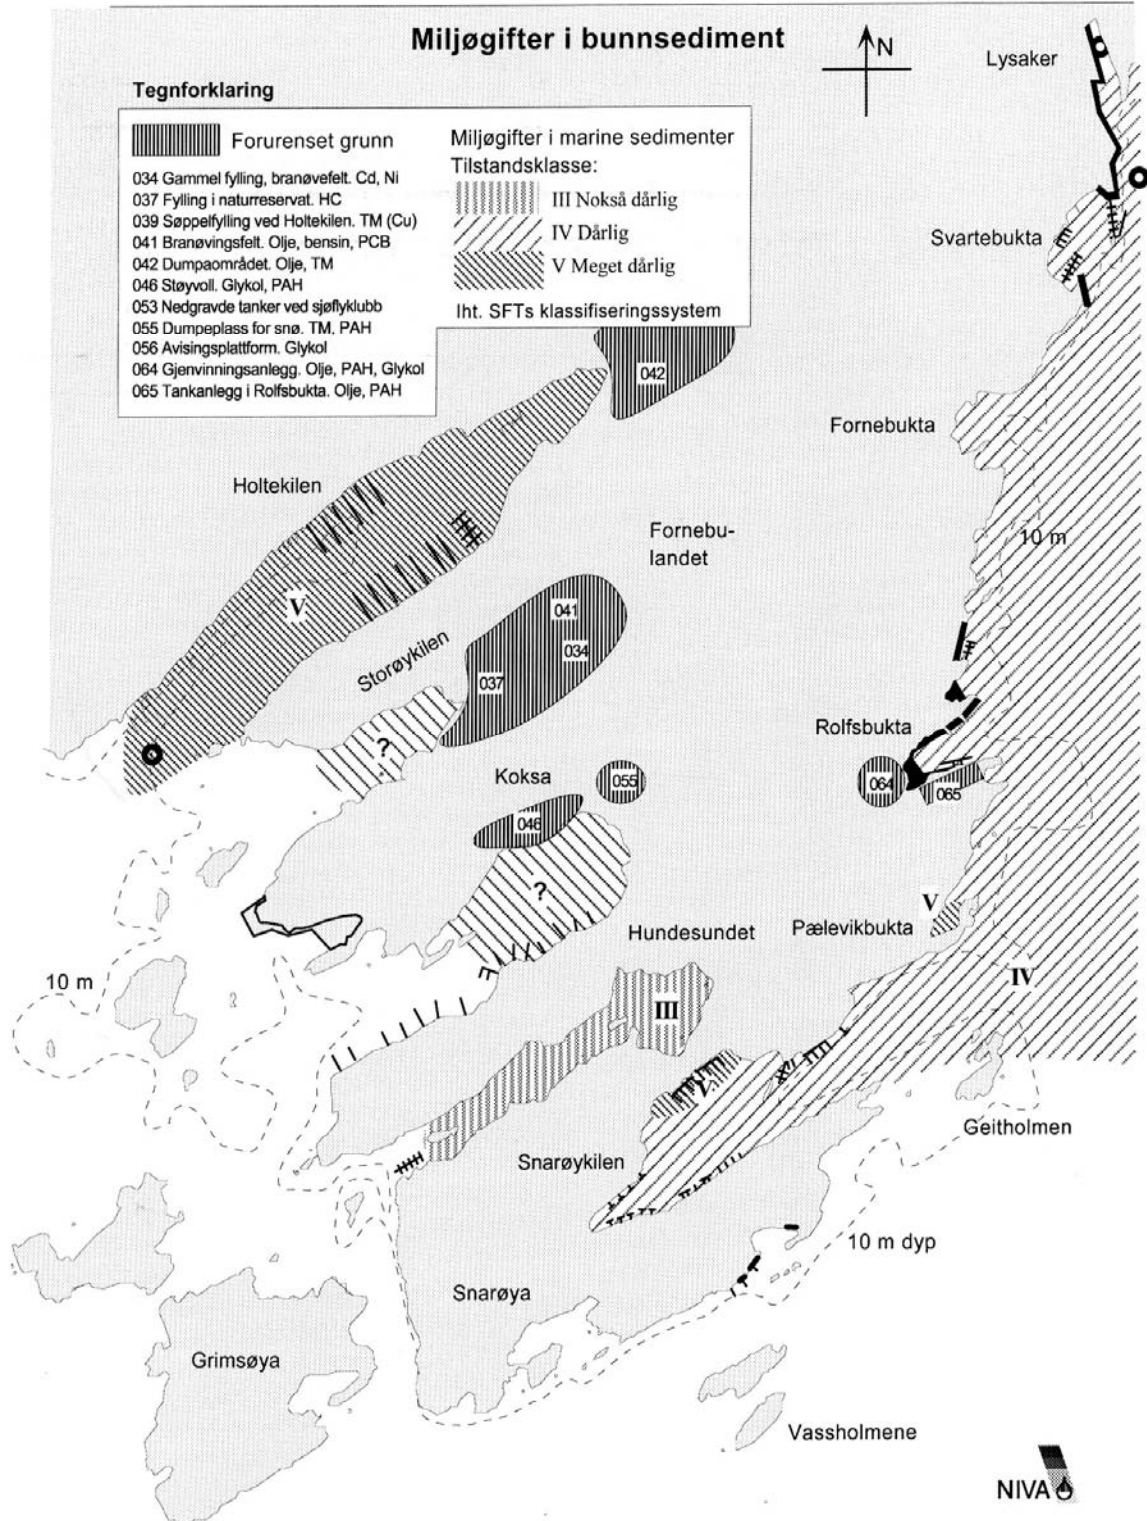 Miljøgifter i bunnsediment
N
Lysaker
Tegnforklaring
Forurenset grunn
034 Gammel fylling, branøvefelt. Cd, Ni
037 Fylling i naturreservat. HC
039 Søppelfylling ved Holtekilen. TM (Cu)
041 Branøvingsfelt. Olje, bensin, PCB
042 Dumpaområdet. Olje, TM
046 Støyvoll. Glykol, PAH
053 Nedgravde tanker ved sjøflyklubb
055 Dumpeplass for snø. TM, PAH
056 Avisingsplattform. Glykol
064 Gjenvinningsanlegg. Olje, PAH, Glykol
065 Tankanlegg i Rolfsbukta. Olje, PAH
Miljøgifter i marine sedimenter
Tilstandsklasse:
III Nokså dårlig
IV Dårlig
V Meget dårlig
Iht. SFTs klassifiseringssystem
Svartebukta
042
Fornebukta
Holtekilen
Fornebu-
landet
10 m
V
041
034
037
Storøykilen
?
Rolfsbukta
Koksa
055
064
065
046
?
V
Pælevikbukta
Hundesundet
IV
10 m
III
V
Geitholmen
Snarøykilen
10 m dyp
Snarøya
Grimsøya
Vassholmene
NIVA